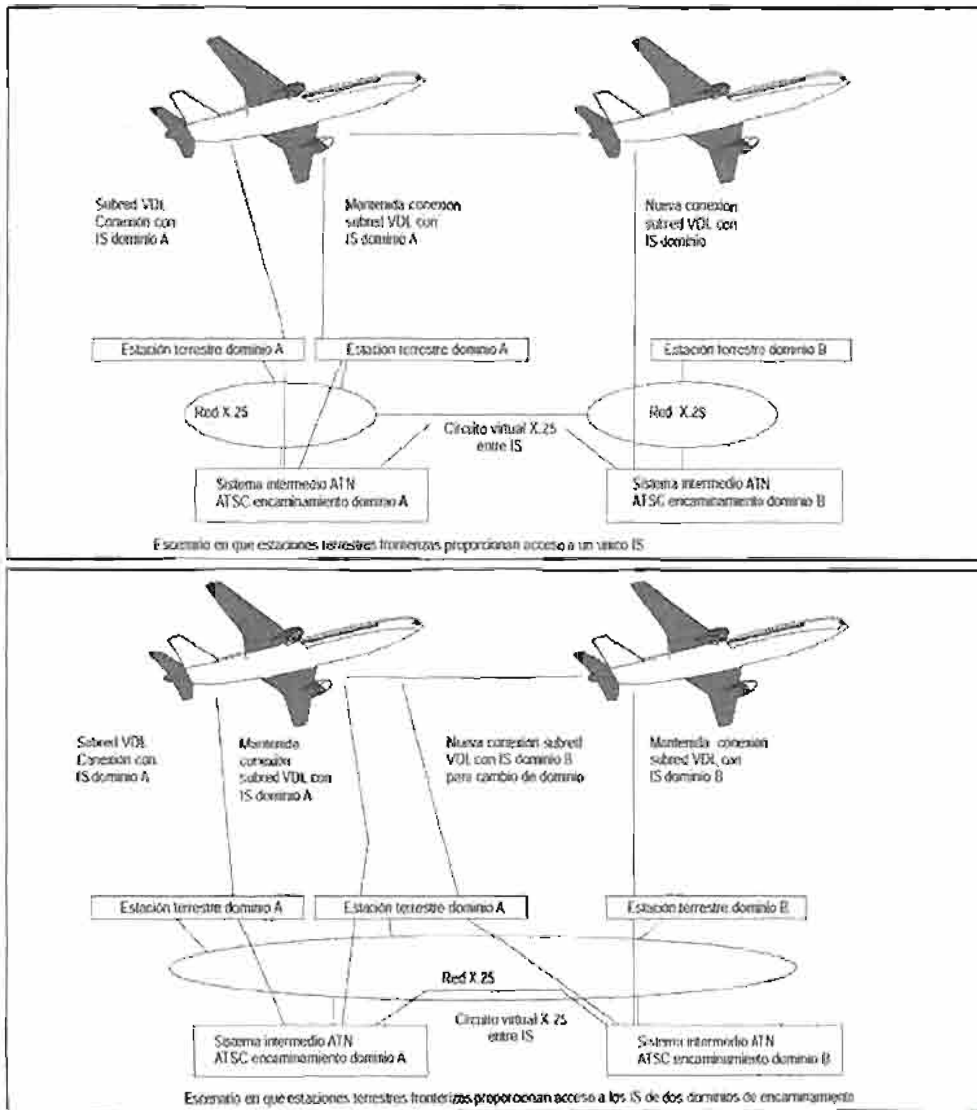 Subred VDL
Conexión con
IS dominio A
Mantenida conexion
subred VDL con
IS dominio A
Nueva conexion
subred VDL con
IS dominio
Estación terrestre dominio A
Estación terrestre dominio A
Estación terrestre dominio B
Red X.25
Red X.25
Circuito virtual X.25
entre IS
Sistema intermedio ATN
ATSC encaminamiento dominio A
Sistema intermedio ATN
ATSC encaminamiento dominio B
Escenario en que estaciones terrestres fronterizas proporcionan acceso a un único IS
Subred VDL
Conexión con
IS dominio A
Mantenida
conexión
subred VDL con
IS dominio A
Nueva conexión subred
VDL con IS dominio B
para cambio de dominio
Mantenida conexion
subred VDL con
IS dominio B
Estación terrestre dominio A
Estación terrestre dominio A
Estación terrestre dominio B
Red X.25
Circuito virtual X.25
entre IS
Sistema intermedio ATN
ATSC encaminamiento dominio A
Sistema intermedio ATN
ATSC encaminamiento dominio B
Escenario en que estaciones terrestres fronterizas proporcionan acceso a los IS de dos dominios de encaminamiento